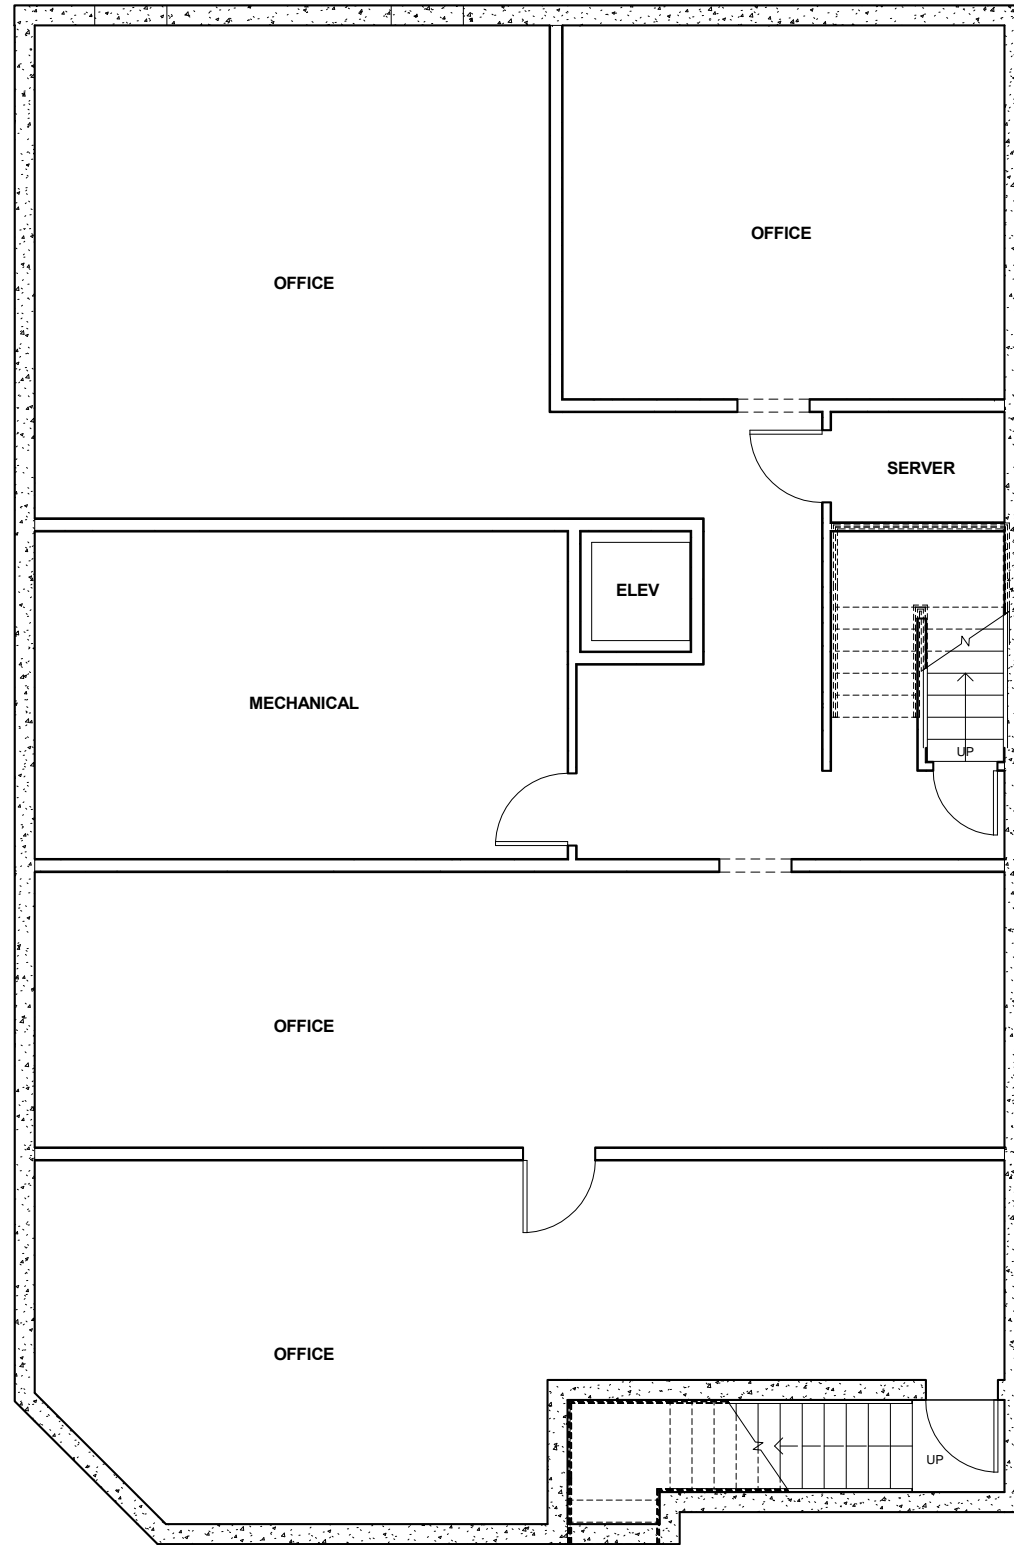 OFFICE
OFFICE
SERVER
ELEV
MECHANICAL
UP
OFFICE
OFFICE
UP